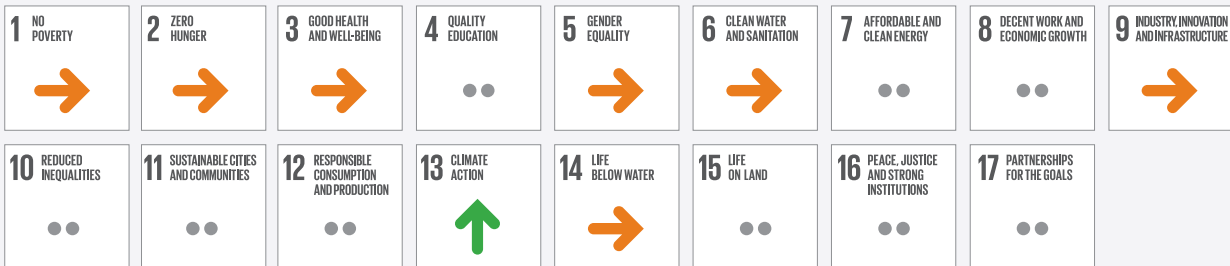 1 NO
POVERTY
2 ZERO
HUNGER
3 GOOD HEALTH
AND WELL-BEING
4 QUALITY
EDUCATION
5 GENDER
EQUALITY
6 CLEAN WATER
AND SANITATION
7 AFFORDABLE AND
CLEAN ENERGY
8 DECENT WORK AND
ECONOMIC GROWTH
9 INDUSTRY, INNOVATION
AND INFRASTRUCTURE
10 REDUCED
INEQUALITIES
11 SUSTAINABLE CITIES
AND COMMUNITIES
12 RESPONSIBLE
CONSUMPTION
AND PRODUCTION
13 CLIMATE
ACTION
14 LIFE
BELOW WATER
15 LIFE
ON LAND
16 PEACE, JUSTICE
AND STRONG
INSTITUTIONS
17 PARTNERSHIPS
FOR THE GOALS